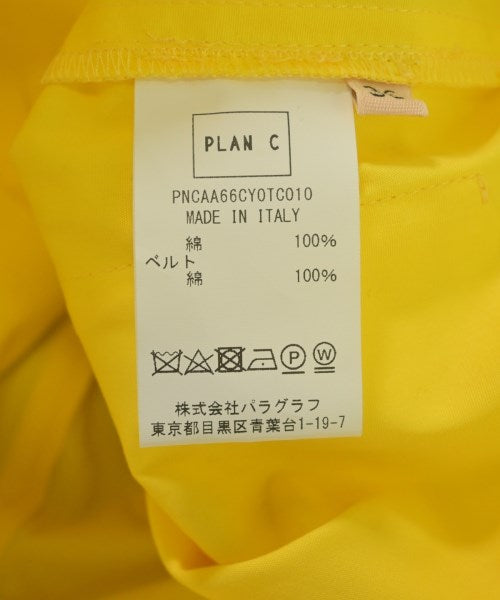 PLAN C
PNCAA66CY0TC010
MADE IN ITALY
綿 100%
ベルト
綿 100%
P W
株式会社パラグラフ
東京都目黒区青葉台1-19-7